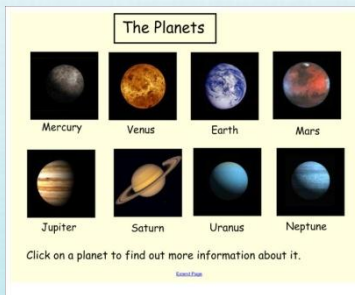 The Planets
Mercury Venus Earth Mars
Jupiter Saturn Uranus Neptune
Click on a planet to find out more information about it.